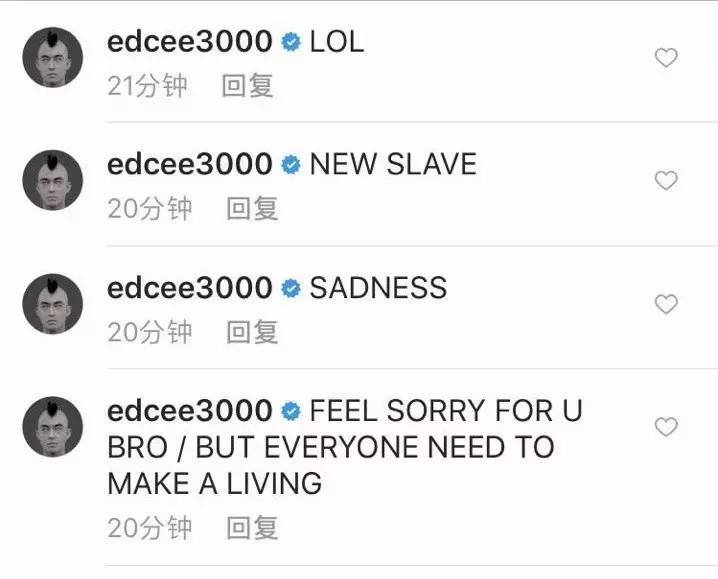 edcee3000 LOL
21分钟 回复
edcee3000 NEW SLAVE
20分钟 回复
edcee3000 SADNESS
20分钟 回复
edcee3000 FEEL SORRY FOR U
BRO / BUT EVERYONE NEED TO
MAKE A LIVING
20分钟 回复